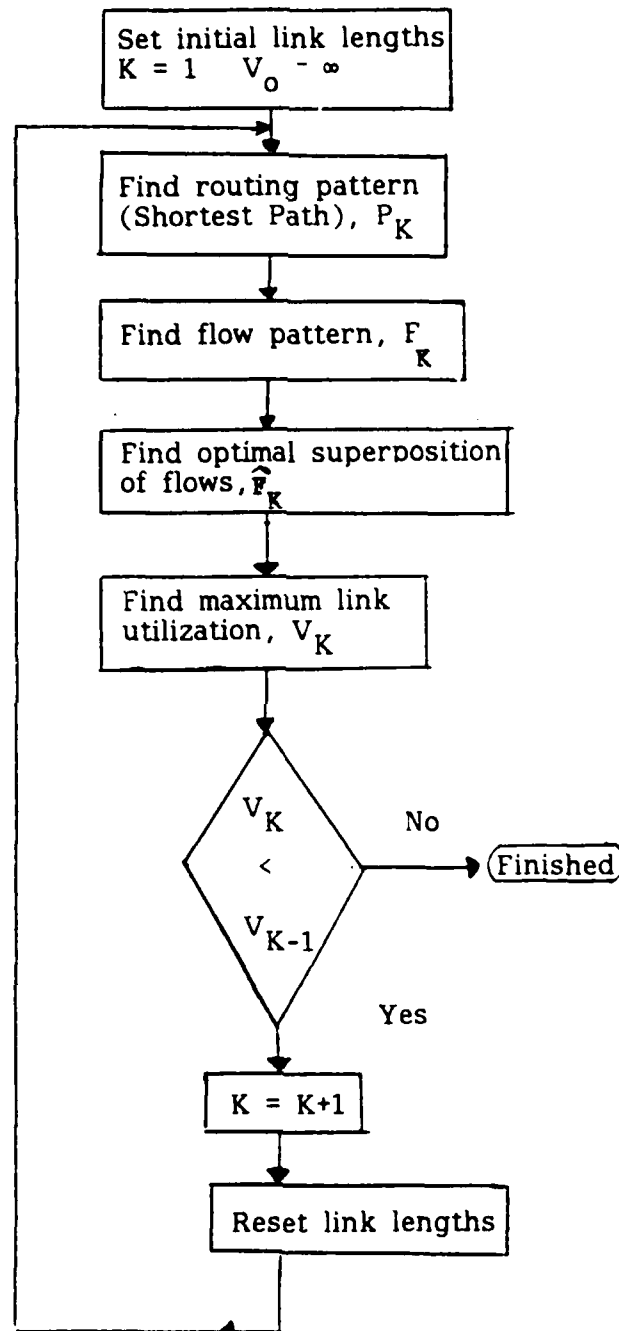 Set initial link lengths
K = 1 V_o - ∞
Find routing pattern
(Shortest Path), P_K
Find flow pattern, F_K
Find optimal superposition
of flows, F̂_K
Find maximum link
utilization, V_K
V_K
<
V_K-1
No
Finished
Yes
K = K+1
Reset link lengths